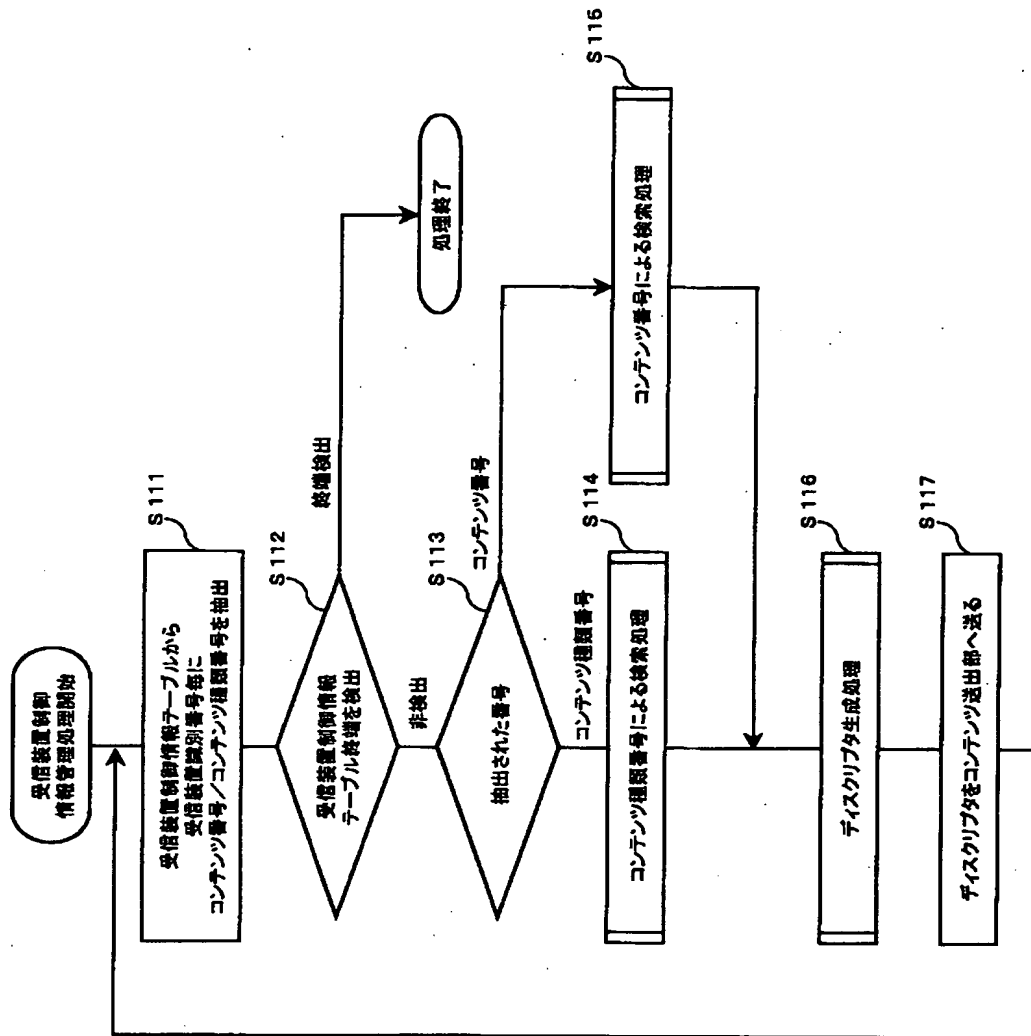 受信装置制御
情報管理処理開始
S111
受信装置制御情報テーブルから
受信装置識別番号毎に
コンテンツ番号／コンテンツ種類番号を抽出
S112
受信装置制御情報
テーブル終端を検出
終端検出
処理終了
非検出
S113
抽出された番号
コンテンツ番号
コンテンツ種類番号
S114
コンテンツ種類番号による検索処理
S115
コンテンツ番号による検索処理
S116
ディスクリプタ生成処理
S117
ディスクリプタをコンテンツ送出部へ送る